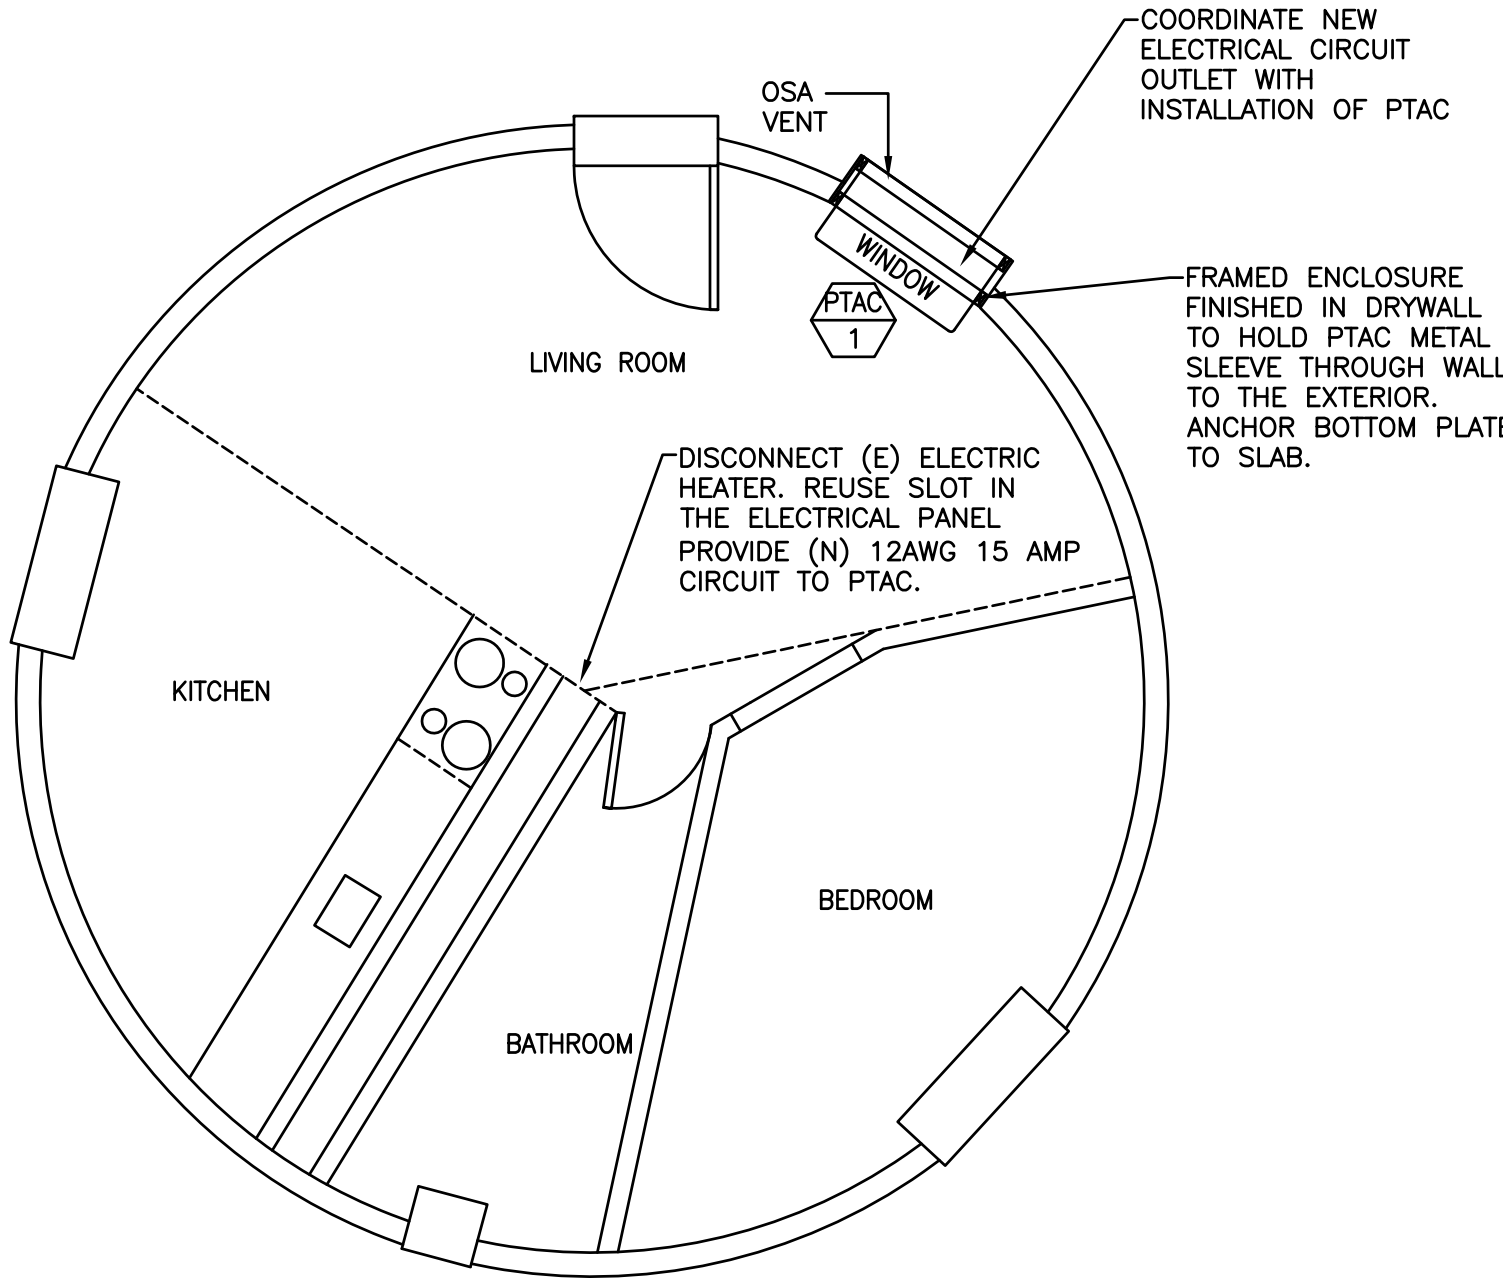 COORDINATE NEW
ELECTRICAL CIRCUIT
OUTLET WITH
INSTALLATION OF PTAC
OSA
VENT
WINDOW
PTAC
1
FRAMED ENCLOSURE
FINISHED IN DRYWALL
TO HOLD PTAC METAL
SLEEVE THROUGH WALL
TO THE EXTERIOR.
ANCHOR BOTTOM PLATE
TO SLAB.
LIVING ROOM
DISCONNECT (E) ELECTRIC
HEATER. REUSE SLOT IN
THE ELECTRICAL PANEL
PROVIDE (N) 12AWG 15 AMP
CIRCUIT TO PTAC.
KITCHEN
BEDROOM
BATHROOM